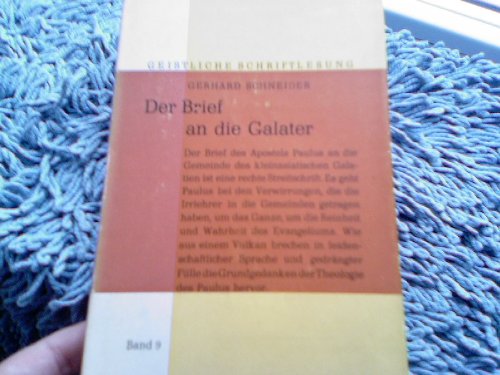 GEISTLICHE SCHRIFTLESUNG
GERHARD SCHNEIDER
Der Brief
an die Galater
Der Brief des Apostels Paulus an die
Gemeinde des kleinasiatischen Gala-
tien ist eine rechte Streitschrift. Es geht
Paulus bei den Verwirrungen, die die
Irrlehrer in die Gemeinden getragen
haben, um das Ganze, um die Reinheit
und Wahrheit des Evangeliums. Wie
aus einem Vulkan brechen in leiden-
schaftlicher Sprache und gedrängter
Fülle die Grundgedanken der Theologie
des Paulus hervor.
Band 9